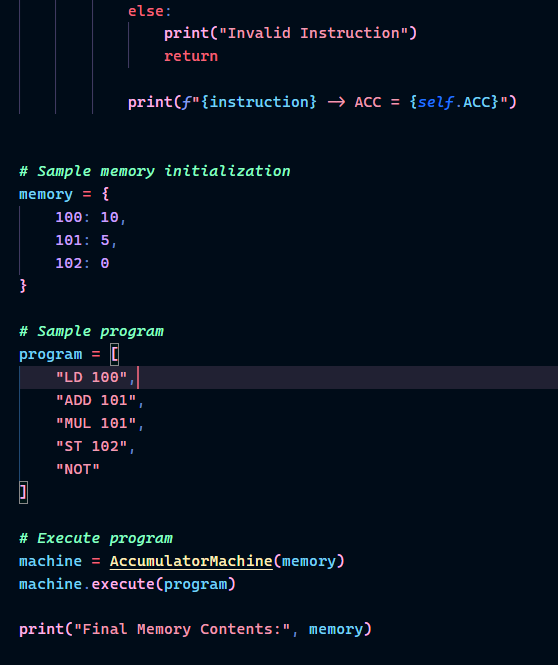 else:
print("Invalid Instruction")
return
print(f"{instruction} -> ACC = {self.ACC}")
# Sample memory initialization
memory = {
100: 10,
101: 5,
102: 0
}
# Sample program
program = [
"LD 100",
"ADD 101",
"MUL 101",
"ST 102",
"NOT"
]
# Execute program
machine = AccumulatorMachine(memory)
machine.execute(program)
print("Final Memory Contents:", memory)